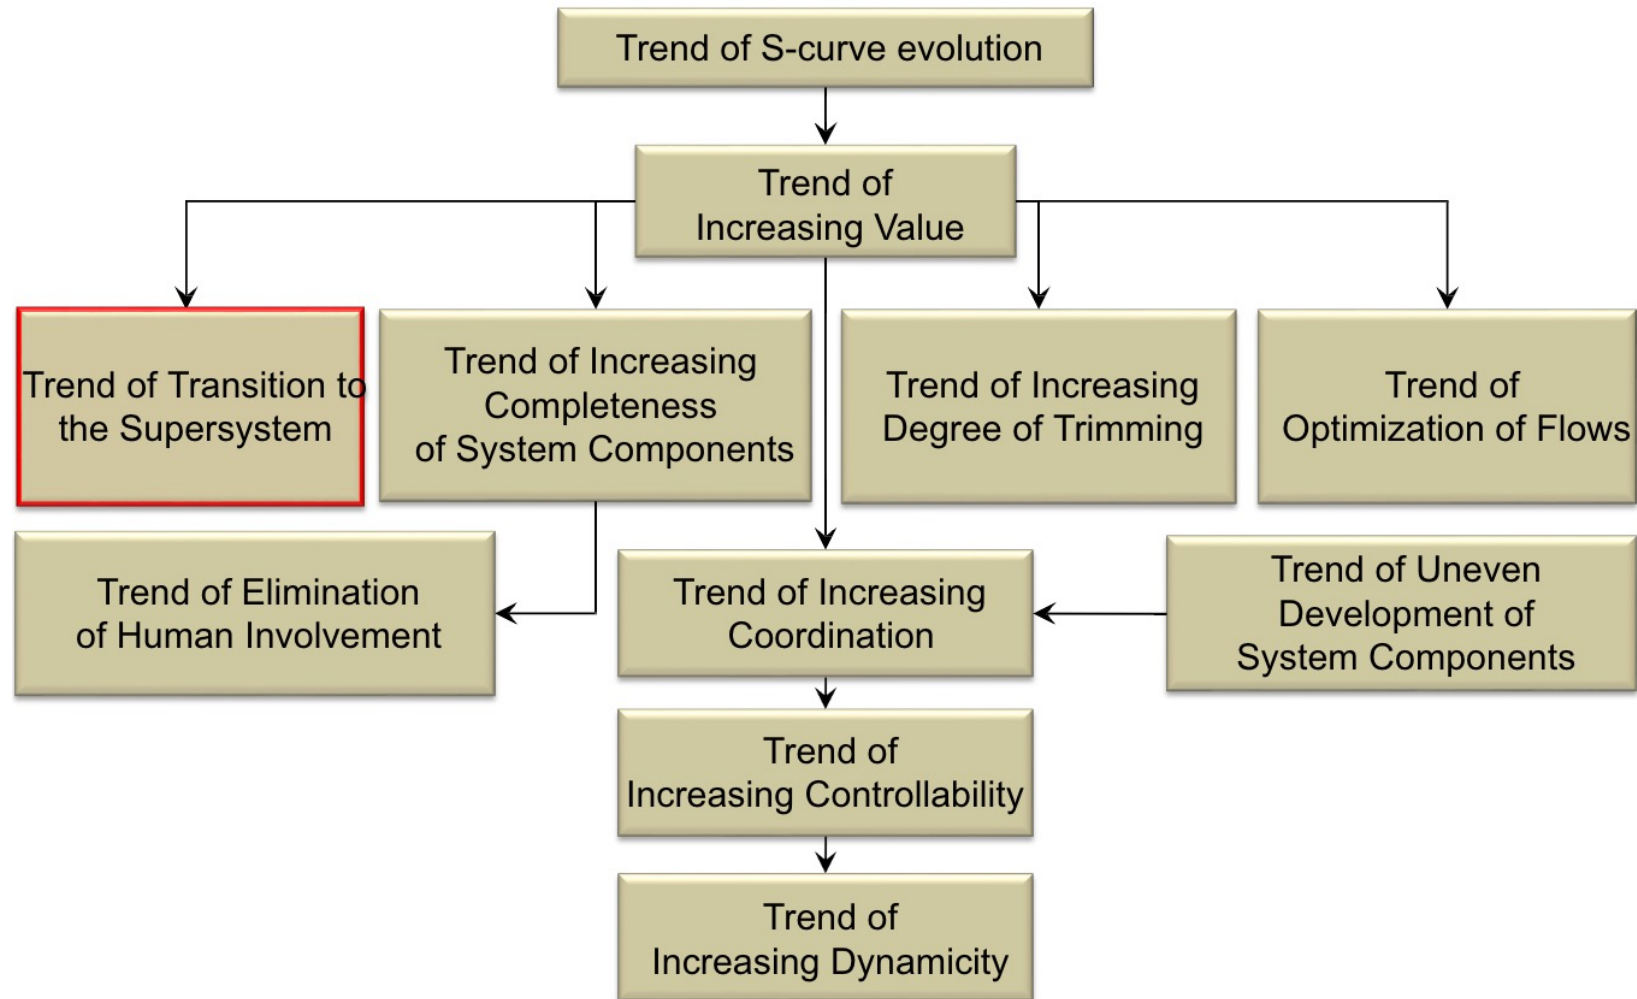 Trend of S-curve evolution
Trend of
Increasing Value
Trend of Transition to
the Supersystem
Trend of Increasing
Completeness
of System Components
Trend of Increasing
Degree of Trimming
Trend of
Optimization of Flows
Trend of Elimination
of Human Involvement
Trend of Increasing
Coordination
Trend of Uneven
Development of
System Components
Trend of
Increasing Controllability
Trend of
Increasing Dynamicity